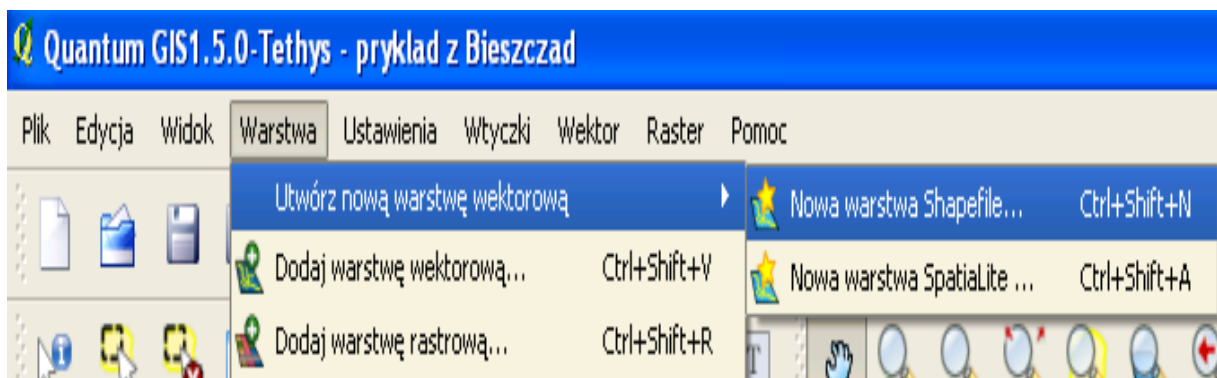 Quantum GIS1.5.0-Tethys - pryklad z Bieszczad
Plik Edycja Widok Warstwa Ustawienia Wtyczki Wektor Raster Pomoc
Utwórz nową warstwę wektorową
Nowa warstwa Shapefile... Ctrl+Shift+N
Dodaj warstwę wektorową... Ctrl+Shift+V
Nowa warstwa SpatiaLite ... Ctrl+Shift+A
Dodaj warstwę rastrową... Ctrl+Shift+R
T